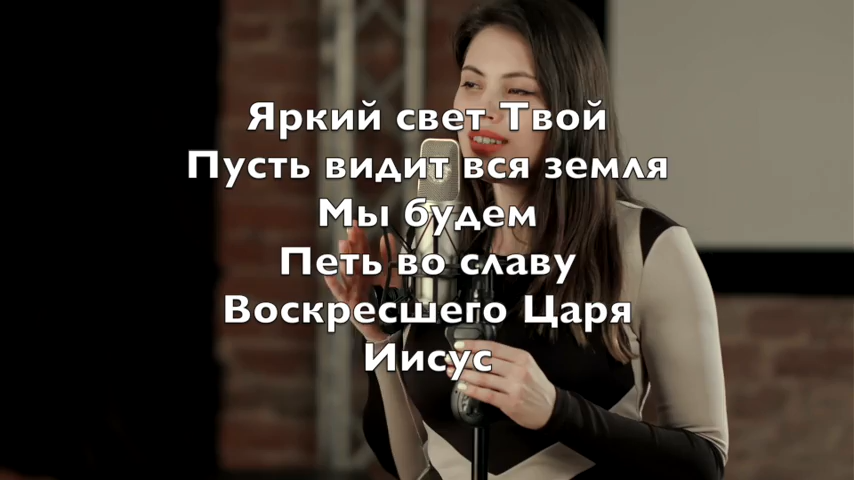 Яркий свет Твой
Пусть видит вся земля
Мы будем
Петь во славу
Воскресшего Царя
Иисус